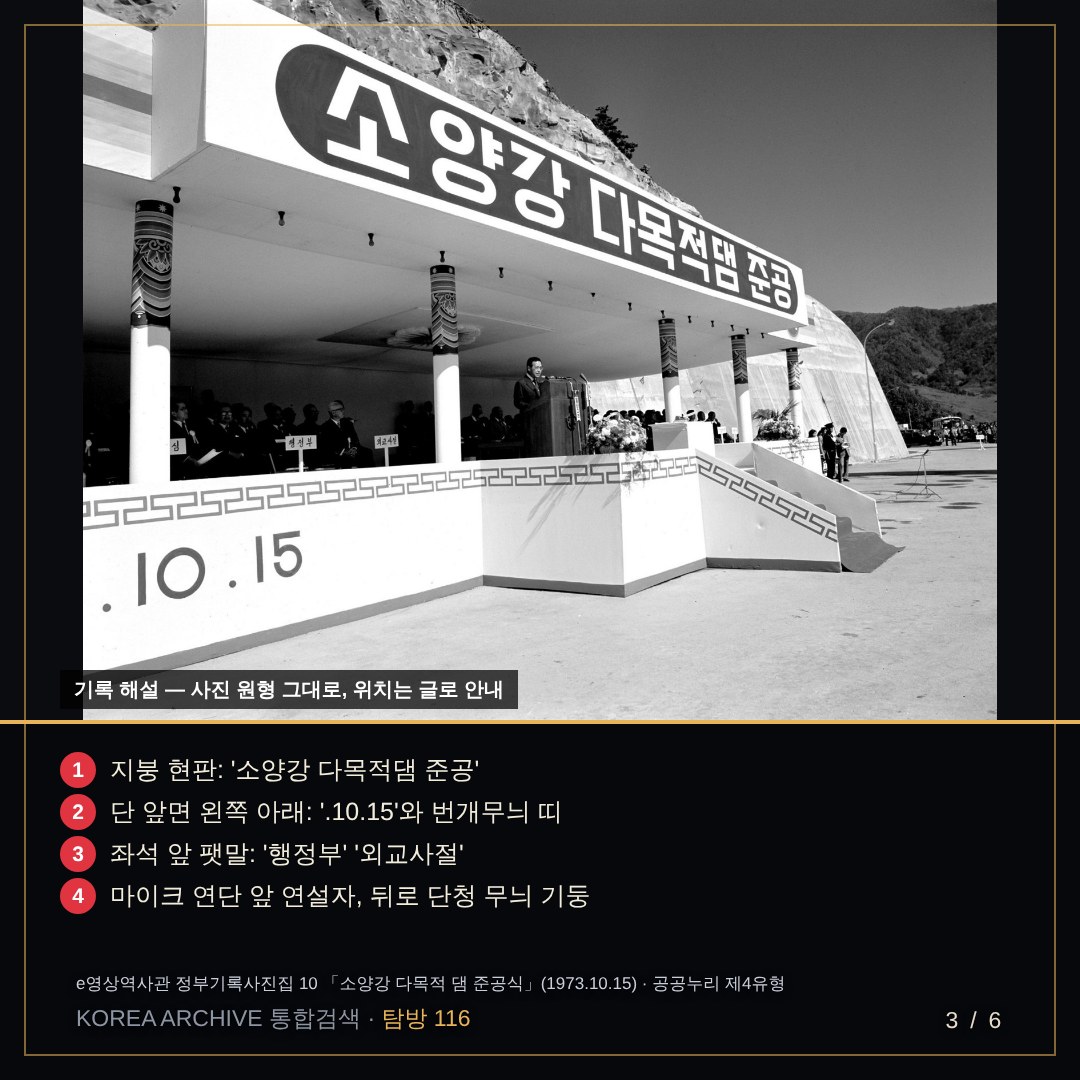 소양강 다목적댐 준공
심
행정부
외교사절
.10.15
기록 해설 — 사진 원형 그대로, 위치는 글로 안내
1 지붕 현판: '소양강 다목적댐 준공'
2 단 앞면 왼쪽 아래: '.10.15'와 번개무늬 띠
3 좌석 앞 팻말: '행정부' '외교사절'
4 마이크 연단 앞 연설자, 뒤로 단청 무늬 기둥
e영상역사관 정부기록사진집 10 「소양강 다목적 댐 준공식」(1973.10.15) · 공공누리 제4유형
KOREA ARCHIVE 통합검색 · 탐방 116
3 / 6